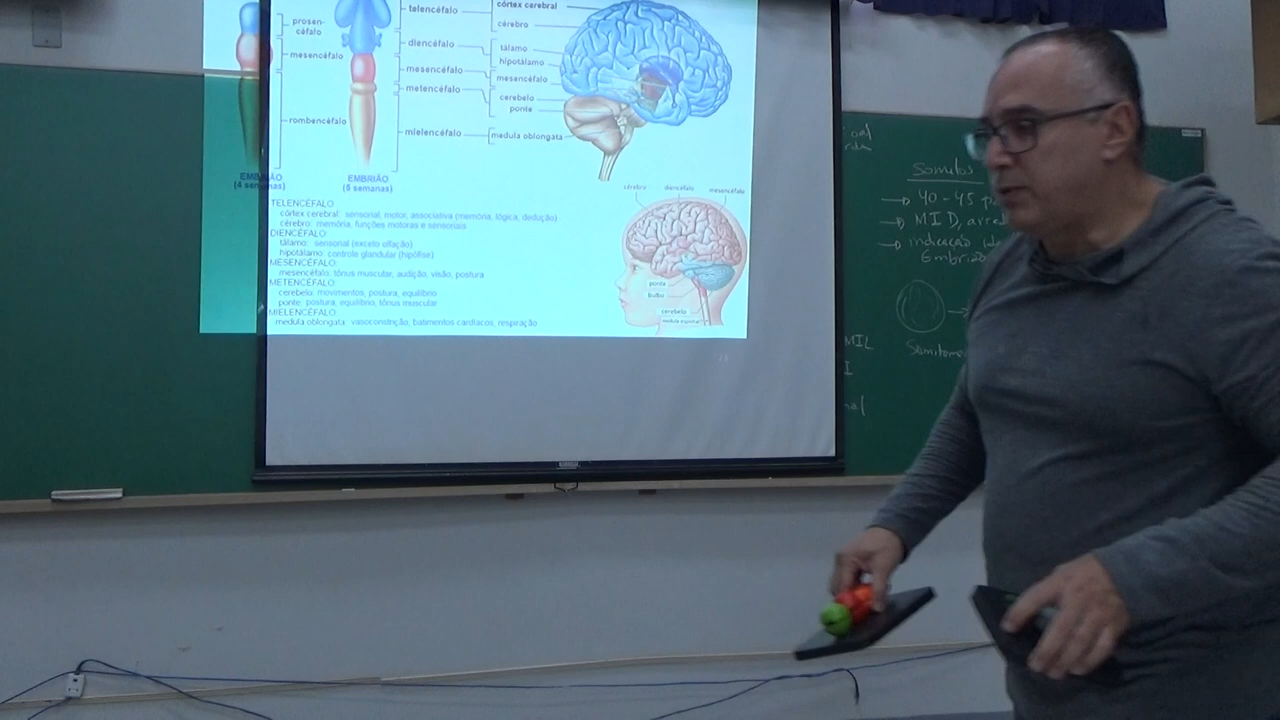 prosen-
céfalo
mesencéfalo
rombencéfalo
EMBRIÃO
(4 semanas)
EMBRIÃO
(5 semanas)
telencéfalo
diencéfalo
mesencéfalo
metencéfalo
mielencéfalo
córtex cerebral
cérebro
tálamo
hipotálamo
mesencéfalo
cerebelo
ponte
medula oblongata
TELENCÉFALO
córtex cerebral: sensorial, motor, associativa (memória, lógica, dedução)
cérebro: memória, funções motoras e sensoriais
DIENCÉFALO
tálamo: sensorial (exceto olfação)
hipotálamo: controle glandular (hipófise)
MESENCÉFALO
mesencéfalo: tônus muscular, audição, visão, postura
METENCÉFALO
cerebelo: movimentos, postura, equilíbrio
ponte: postura, equilíbrio, tônus muscular
MIELENCÉFALO
medula oblongata: vasoconstrição, batimentos cardíacos, respiração
cérebro diencéfalo mesencéfalo
ponte
bulbo
cerebelo
medula espinal
Somitos
→ 40-45 p
→ MID,
→ indicação